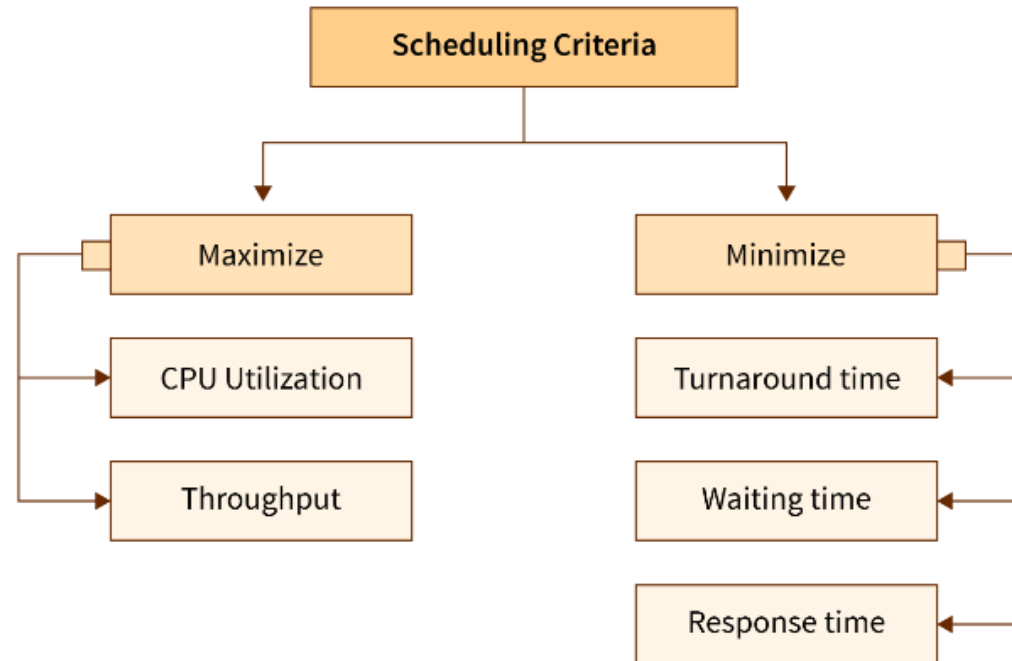 Scheduling Criteria
Maximize
CPU Utilization
Throughput
Minimize
Turnaround time
Waiting time
Response time